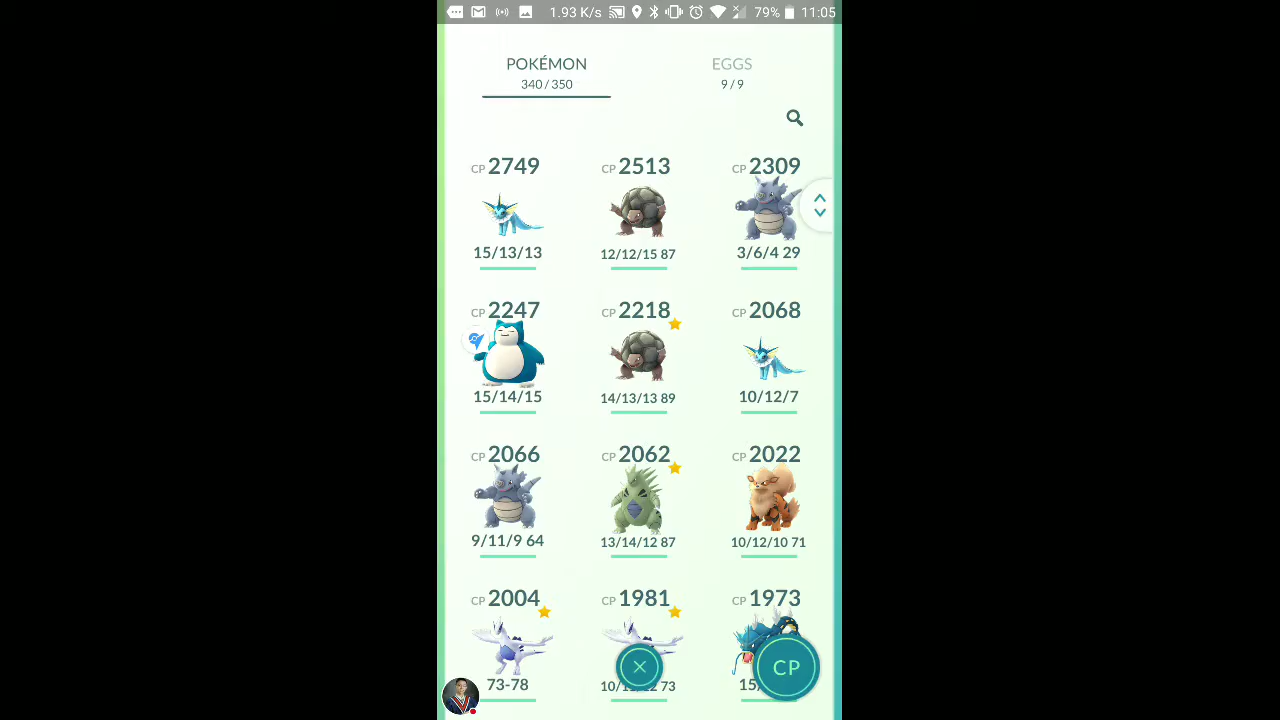 1.93 K/s 79% 11:05
POKÉMON EGGS
340 / 350 9 / 9
CP 2749 CP 2513 CP 2309
15/13/13 12/12/15 87 3/6/4 29
CP 2247 CP 2218 CP 2068
15/14/15 14/13/13 89 10/12/7
CP 2066 CP 2062 CP 2022
9/11/9 64 13/14/12 87 10/12/10 71
CP 2004 CP 1981 CP 1973
73-78 73
CP